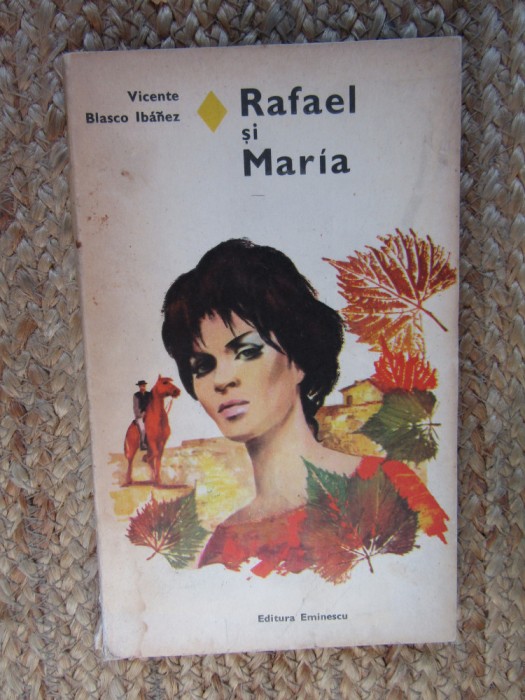 Vicente
Blasco Ibáñez
Rafael
și
María
Editura Eminescu